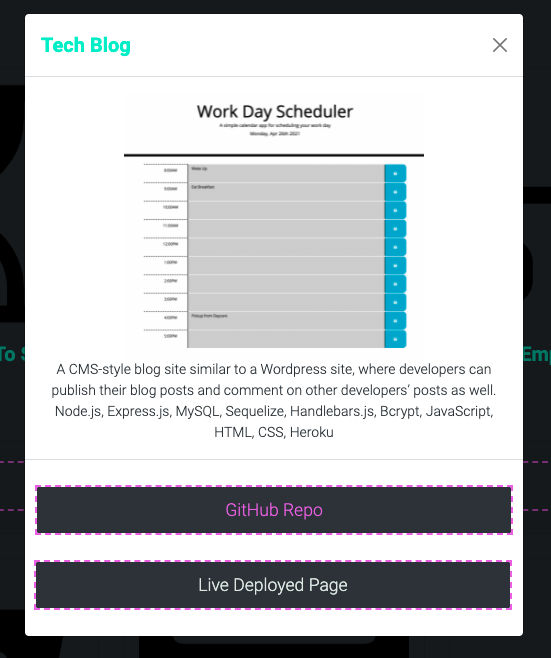 Tech Blog
Work Day Scheduler
A simple calendar app for scheduling your work day
Monday, Apr 26th 2021
8:00AM Wake Up
9:00AM Eat Breakfast
10:00AM
11:00AM
12:00PM
1:00PM
2:00PM
3:00PM
4:00PM Pickup From Daycare
5:00PM
To S
Emp
A CMS-style blog site similar to a Wordpress site, where developers can
publish their blog posts and comment on other developers’ posts as well.
Node.js, Express.js, MySQL, Sequelize, Handlebars.js, Bcrypt, JavaScript,
HTML, CSS, Heroku
GitHub Repo
Live Deployed Page